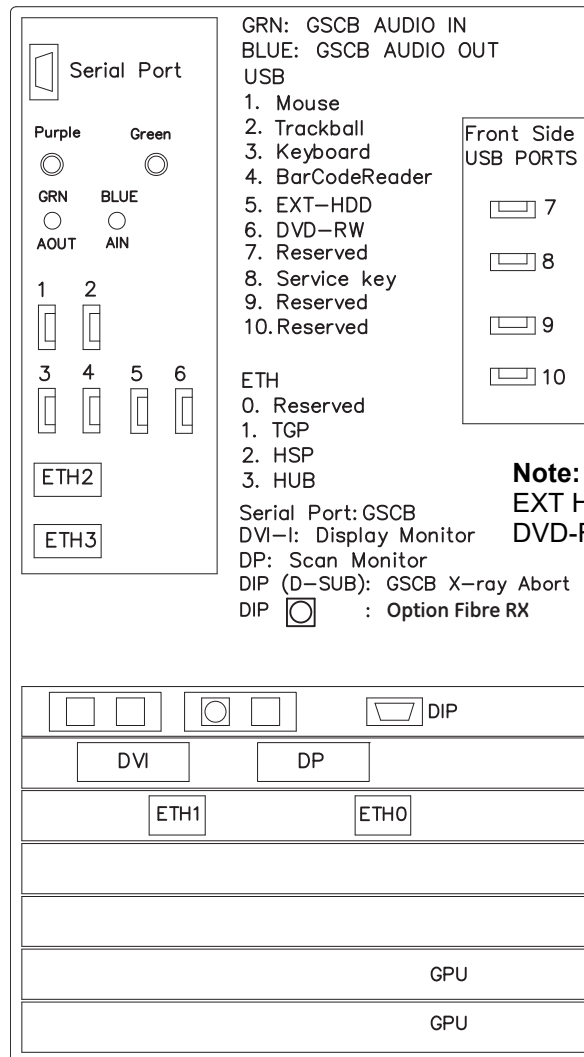 GRN: GSCB AUDIO IN
BLUE: GSCB AUDIO OUT
USB
1. Mouse
2. Trackball
3. Keyboard
4. BarCodeReader
5. EXT-HDD
6. DVD-RW
7. Reserved
8. Service key
9. Reserved
10. Reserved
ETH
0. Reserved
1. TGP
2. HSP
3. HUB
Serial Port: GSCB
DVI-I: Display Monitor
DP: Scan Monitor
DIP (D-SUB): GSCB X-ray Abort
DIP : Option Fibre RX
Serial Port
Purple Green
GRN BLUE
AOUT AIN
1 2
3 4 5 6
ETH2
ETH3
Front Side
USB PORTS
7
8
9
10
Note:
EXT
DIP
DVI DP
ETH1 ETH0
GPU
GPU